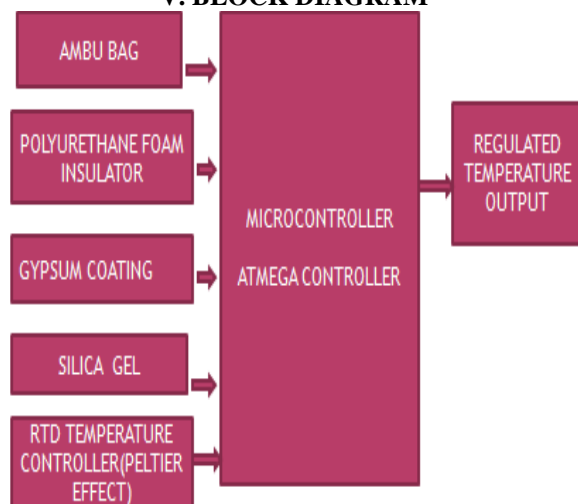 V. BLOCK DIAGRAM
AMBU BAG
POLYURETHANE FOAM
INSULATOR
GYPSUM COATING
SILICA GEL
RTD TEMPERATURE
CONTROLLER(PELTIER
EFFECT)
MICROCONTROLLER
ATMEGA CONTROLLER
REGULATED
TEMPERATURE
OUTPUT